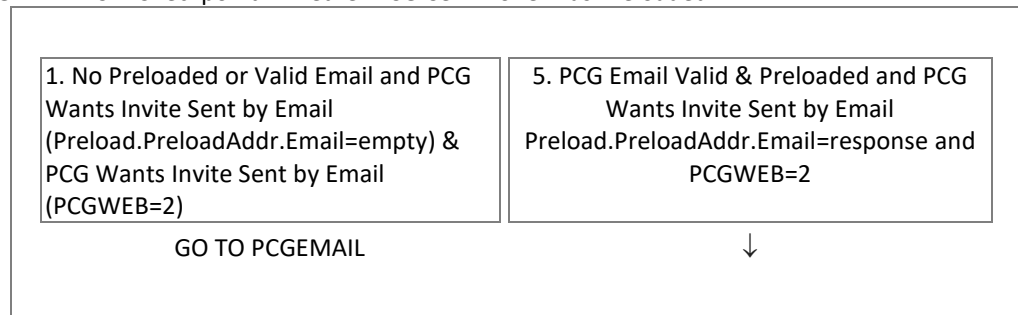 1. No Preloaded or Valid Email and PCG
Wants Invite Sent by Email
(Preload.PreloadAddr.Email=empty) &
PCG Wants Invite Sent by Email
(PCGWEB=2)
GO TO PCGEMAIL
5. PCG Email Valid & Preloaded and PCG
Wants Invite Sent by Email
Preload.PreloadAddr.Email=response and
PCGWEB=2
↓